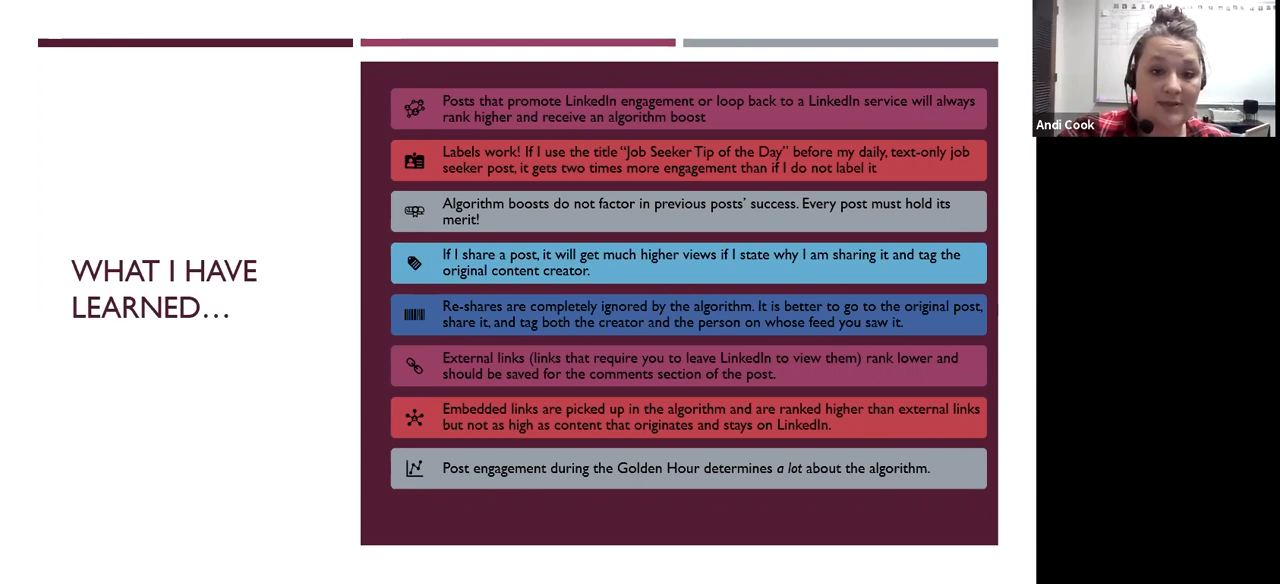 WHAT I HAVE
LEARNED...
Posts that promote LinkedIn engagement or loop back to a LinkedIn service will always
rank higher and receive an algorithm boost
Labels work! If I use the title “Job Seeker Tip of the Day” before my daily, text-only job
seeker post, it gets two times more engagement than if I do not label it
Algorithm boosts do not factor in previous posts’ success. Every post must hold its
merit!
If I share a post, it will get much higher views if I state why I am sharing it and tag the
original content creator.
Re-shares are completely ignored by the algorithm. It is better to go to the original post,
share it, and tag both the creator and the person on whose feed you saw it.
External links (links that require you to leave LinkedIn to view them) rank lower and
should be saved for the comments section of the post.
Embedded links are picked up in the algorithm and are ranked higher than external links
but not as high as content that originates and stays on LinkedIn.
Post engagement during the Golden Hour determines a lot about the algorithm.
Andi Cook